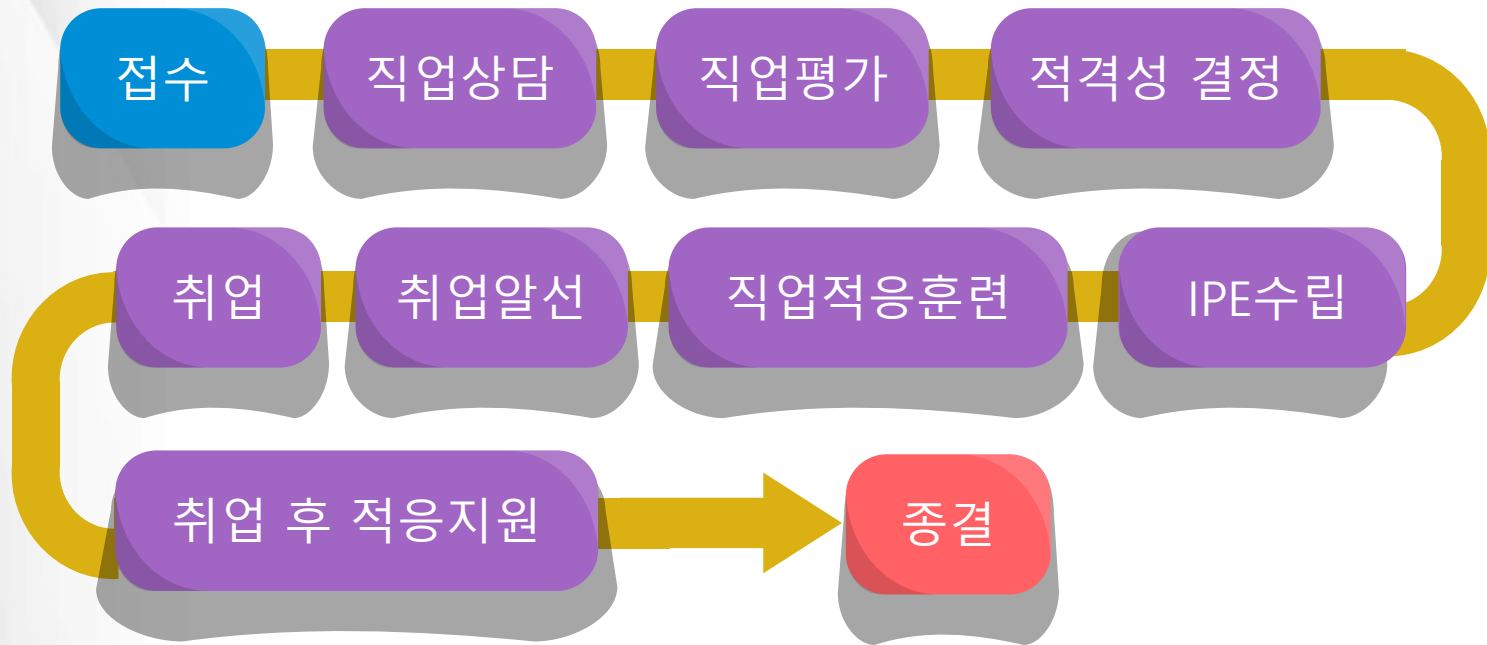 접수
직업상담
직업평가
적격성 결정
IPE수립
직업적응훈련
취업알선
취업
취업 후 적응지원
종결